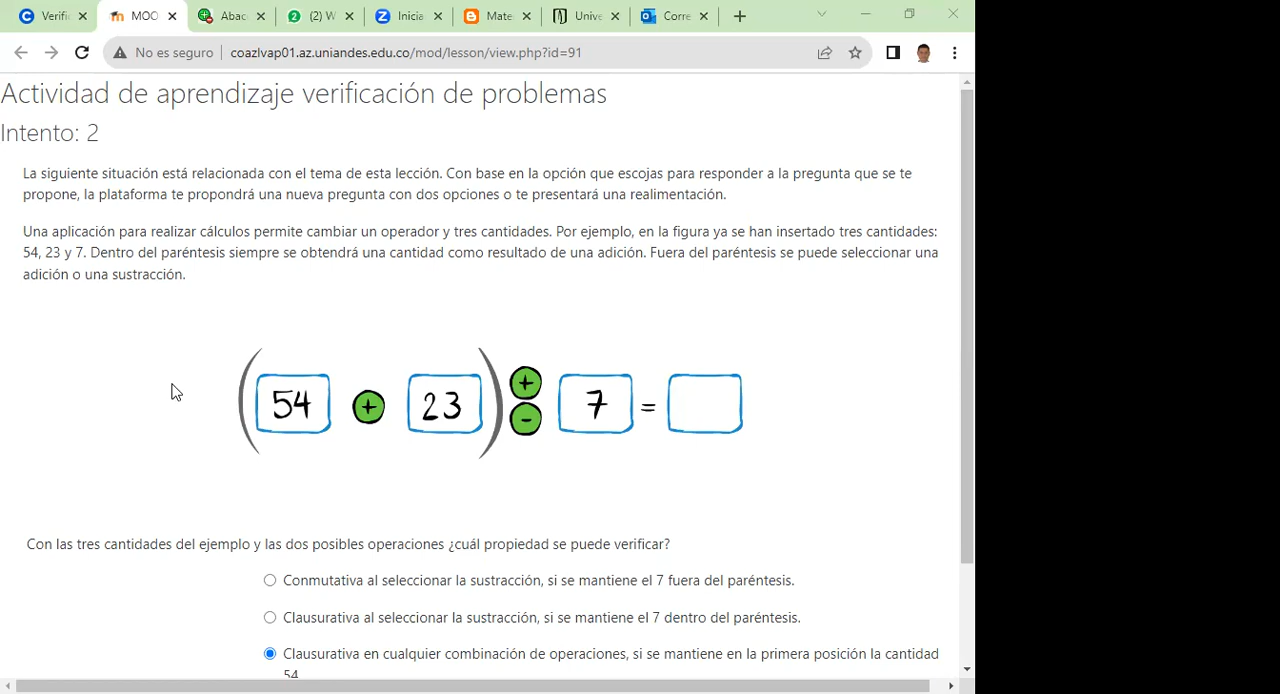 Verifi
MOO
Abac
(2) W
Inicia
Mate
Unive
Corre
No es seguro
coazlvap01.az.uniandes.edu.co/mod/lesson/view.php?id=91
Actividad de aprendizaje verificación de problemas
Intento: 2
La siguiente situación está relacionada con el tema de esta lección. Con base en la opción que escojas para responder a la pregunta que se te
propone, la plataforma te propondrá una nueva pregunta con dos opciones o te presentará una realimentación.
Una aplicación para realizar cálculos permite cambiar un operador y tres cantidades. Por ejemplo, en la figura ya se han insertado tres cantidades:
54, 23 y 7. Dentro del paréntesis siempre se obtendrá una cantidad como resultado de una adición. Fuera del paréntesis se puede seleccionar una
adición o una sustracción.
( 54 + 23 ) + - 7 =
Con las tres cantidades del ejemplo y las dos posibles operaciones ¿cuál propiedad se puede verificar?
Conmutativa al seleccionar la sustracción, si se mantiene el 7 fuera del paréntesis.
Clausurativa al seleccionar la sustracción, si se mantiene el 7 dentro del paréntesis.
Clausurativa en cualquier combinación de operaciones, si se mantiene en la primera posición la cantidad
54